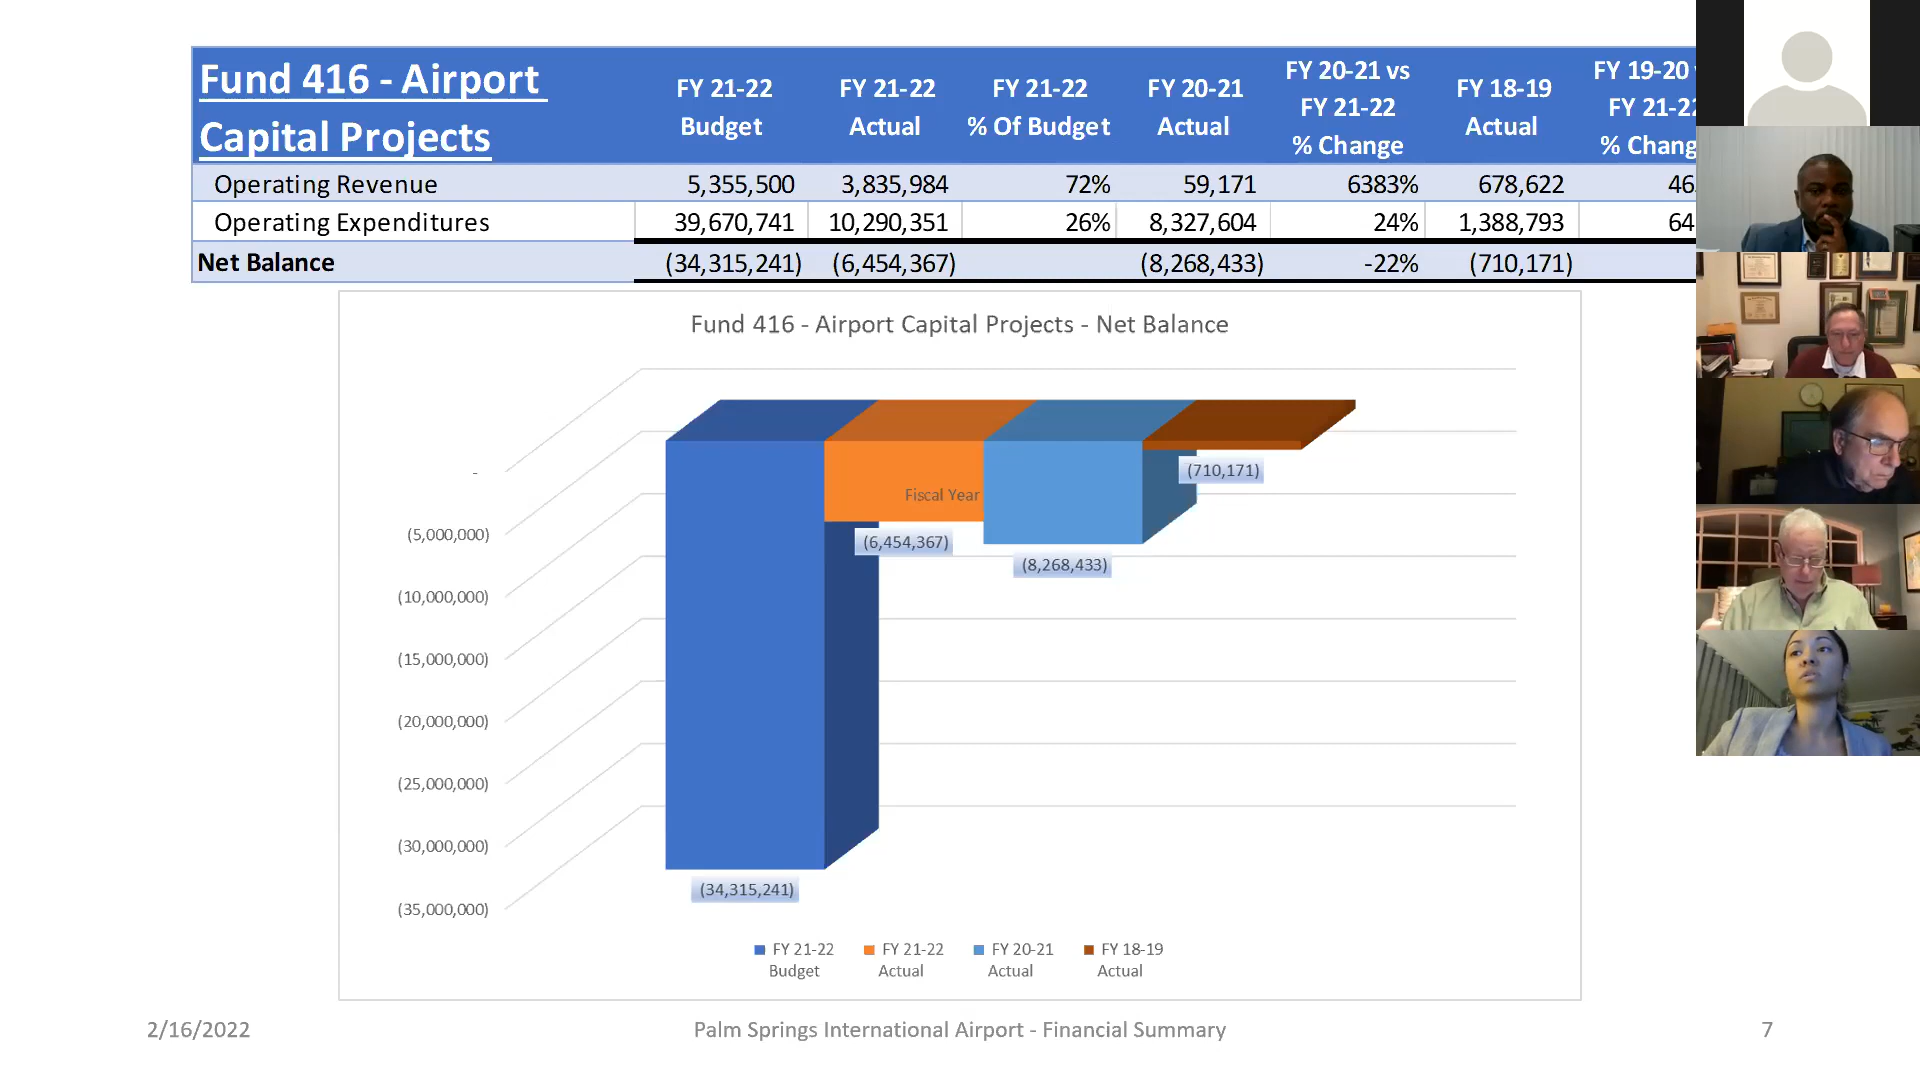 Fund 416 - Airport
Capital Projects
FY 21-22
Budget
FY 21-22
Actual
FY 21-22
% Of Budget
FY 20-21
Actual
FY 20-21 vs
FY 21-22
% Change
FY 18-19
Actual
FY 19-20
FY 21-22
% Chang
Operating Revenue 5,355,500 3,835,984 72% 59,171 6383% 678,622 46
Operating Expenditures 39,670,741 10,290,351 26% 8,327,604 24% 1,388,793 64
Net Balance (34,315,241) (6,454,367) (8,268,433) -22% (710,171)
Fund 416 - Airport Capital Projects - Net Balance
-
(5,000,000)
(10,000,000)
(15,000,000)
(20,000,000)
(25,000,000)
(30,000,000)
(35,000,000)
(710,171)
Fiscal Year
(6,454,367)
(8,268,433)
(34,315,241)
FY 21-22
Budget
FY 21-22
Actual
FY 20-21
Actual
FY 18-19
Actual
2/16/2022
Palm Springs International Airport - Financial Summary
7